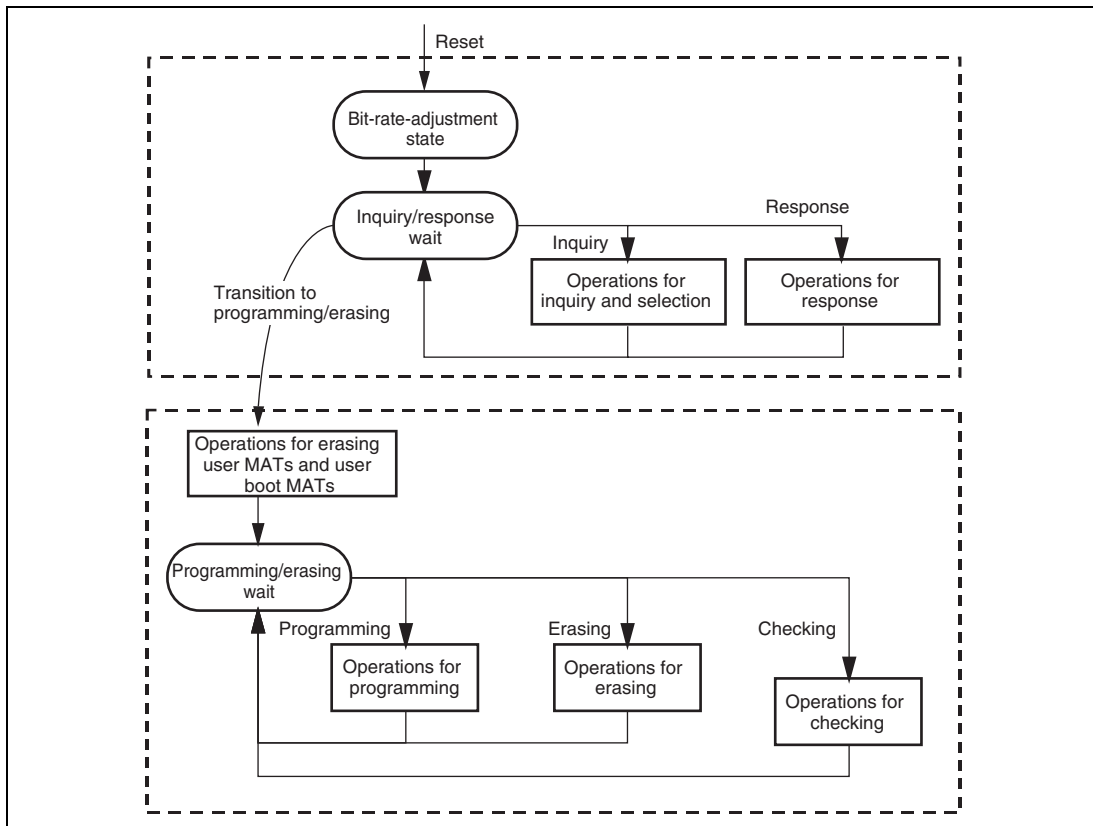 Reset
Bit-rate-adjustment
state
Inquiry/response
wait
Response
Inquiry
Operations for
inquiry and selection
Operations for
response
Transition to
programming/erasing
Operations for erasing
user MATs and user
boot MATs
Programming/erasing
wait
Programming
Erasing
Checking
Operations for
programming
Operations for
erasing
Operations for
checking